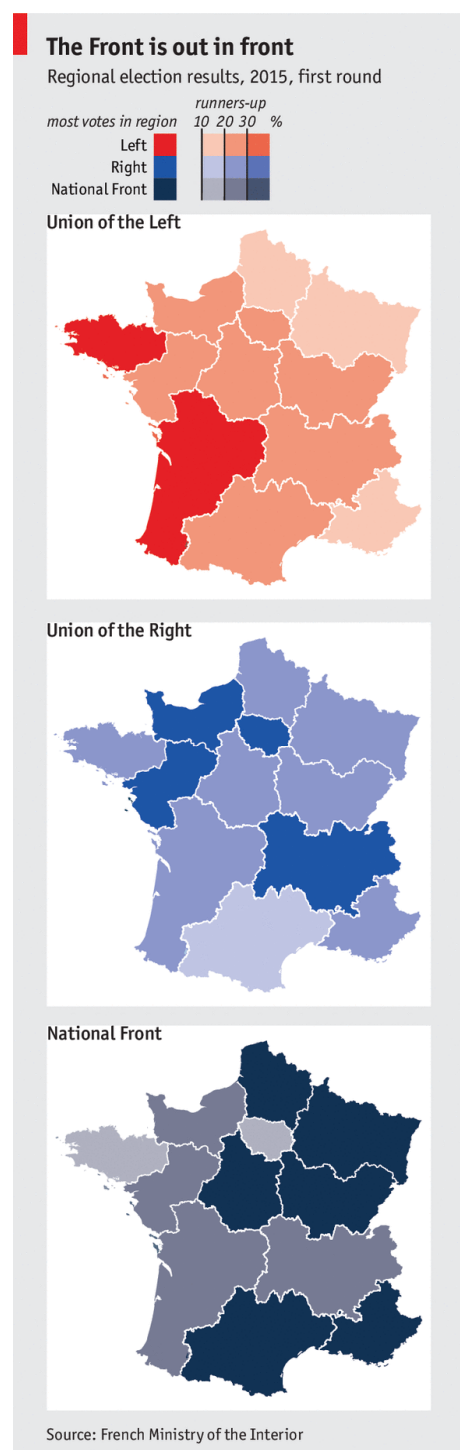 The Front is out in front
Regional election results, 2015, first round
runners-up
most votes in region 10 20 30 %
Left
Right
National Front
Union of the Left
Union of the Right
National Front
Source: French Ministry of the Interior